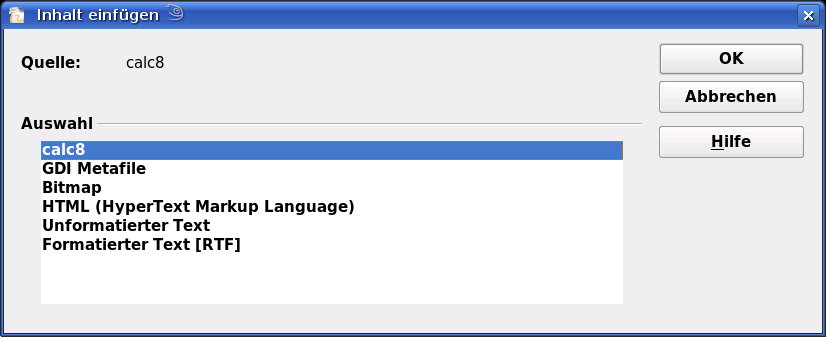 Inhalt einfügen
Quelle: calc8
OK
Abbrechen
Hilfe
Auswahl
calc8
GDI Metafile
Bitmap
HTML (HyperText Markup Language)
Unformatierter Text
Formatierter Text [RTF]